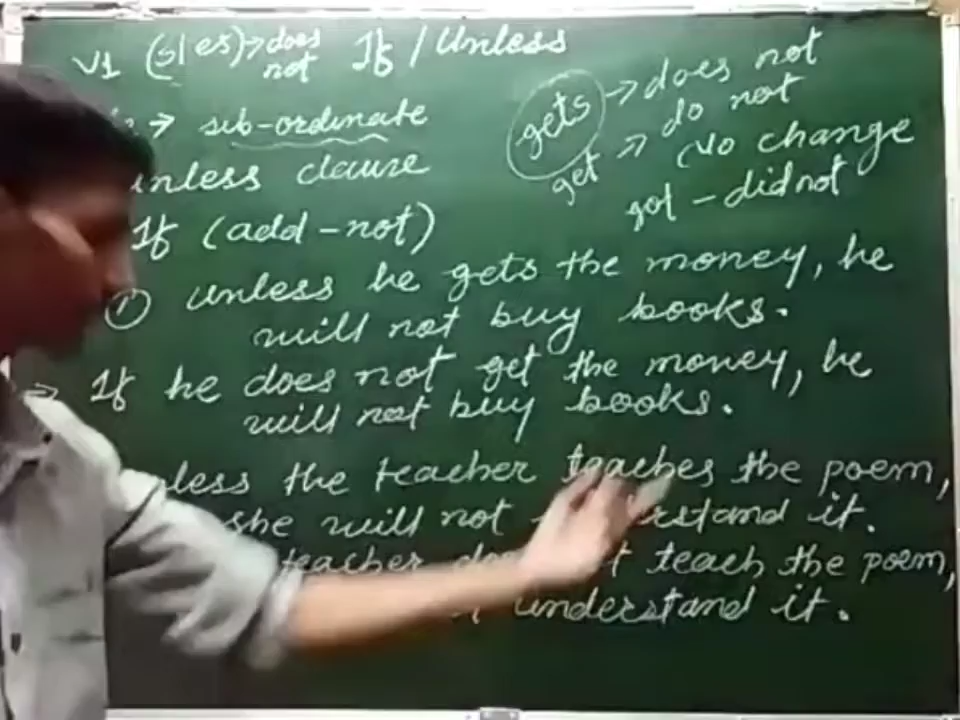 V1 (s/es) → does not If / Unless
→ sub-ordinate
unless clause
If (add - not)
gets → does not
get → do not
No change
got - did not
① Unless he gets the money, he
will not buy books.
⇒ If he does not get the money, he
will not buy books.
the teacher teaches the poem,
she will not it.
teacher teach the poem,
understand it.